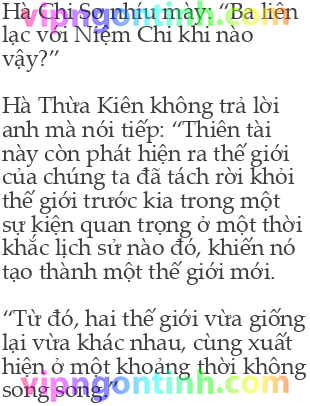 Hà Chi Sơ nhíu mày: “Ba liên
lạc với Niệm Chi khi nào
vậy?”
Hà Thừa Kiên không trả lời
anh mà nói tiếp: “Thiên tài
này còn phát hiện ra thế giới
của chúng ta đã tách rời khỏi
thế giới trước kia trong một
sự kiện quan trọng ở một thời
khắc lịch sử nào đó, khiến nó
tạo thành một thế giới mới.
“Từ đó, hai thế giới vừa giống
lại vừa khác nhau, cùng xuất
hiện ở một khoảng thời không
song song.”
vipngontinh.com
vipngontinh.com